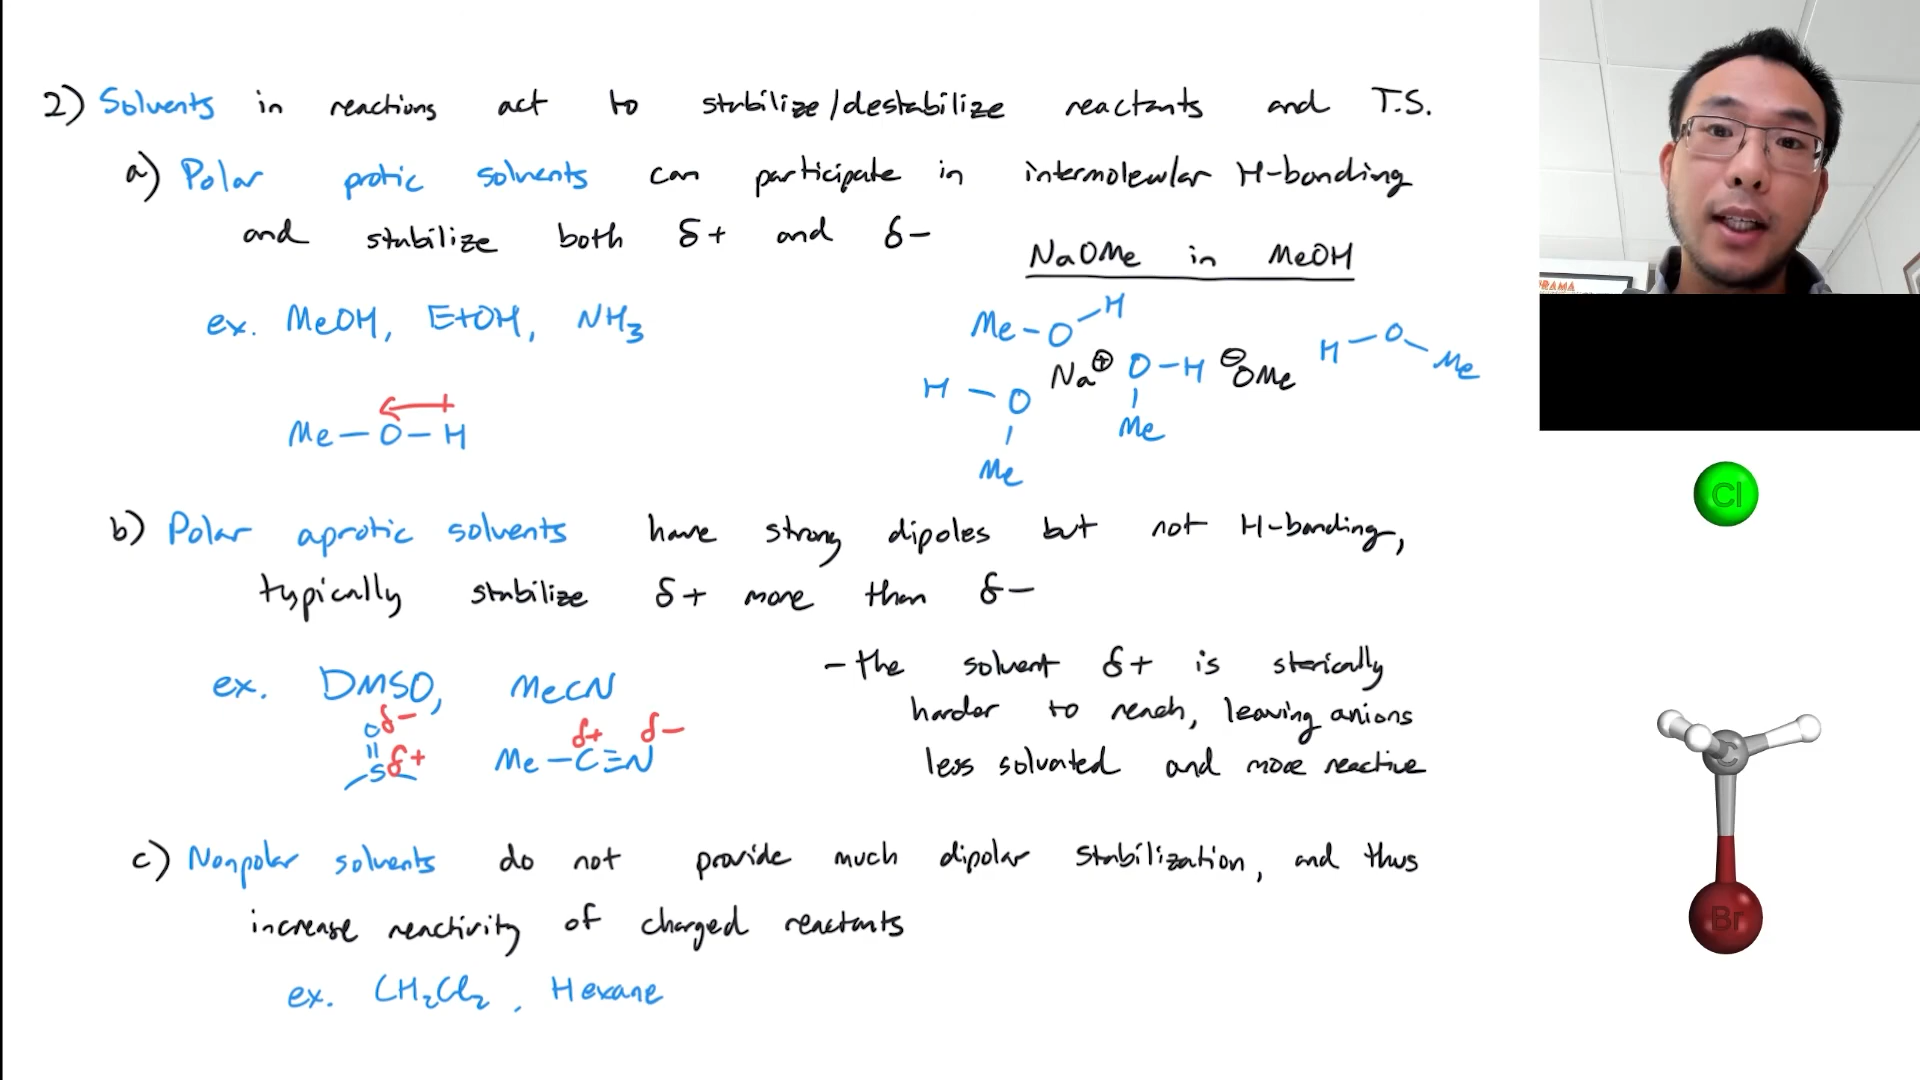 2) Solvents in reactions act to stabilize/destabilize reactants and T.S.
a) Polar protic solvents can participate in intermolecular H-bonding
and stabilize both δ+ and δ-
NaOMe in MeOH
ex. MeOH, EtOH, NH₃
Me-O-H
H-O-Me
Na⊕ O-H ⊖OMe
Me
H-O
Me
Me-O-H
b) Polar aprotic solvents have strong dipoles but not H-bonding,
typically stabilize δ+ more than δ-
- the solvent δ+ is sterically
harder to reach, leaving anions
less solvated and more reactive
ex. DMSO, MeCN
O δ-
S δ+
δ+ δ-
Me-C≡N
c) Nonpolar solvents do not provide much dipolar stabilization, and thus
increase reactivity of charged reactants
ex. CH₂Cl₂, Hexane
RAMA
Cl
C
Br